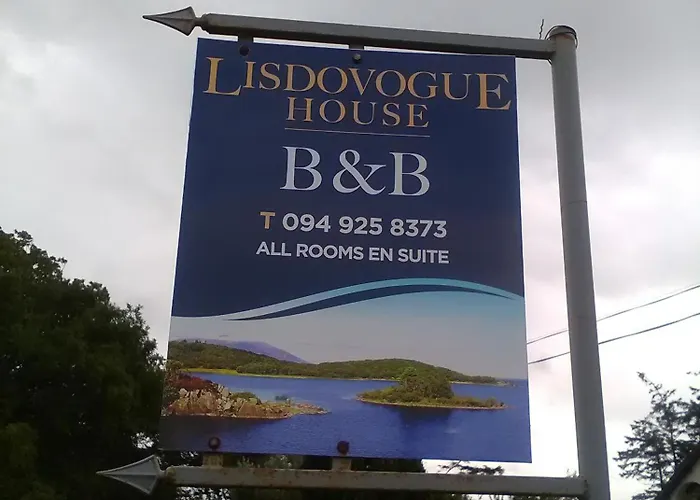 LISDOVOGUE
HOUSE
B&B
T 094 925 8373
ALL ROOMS EN SUITE